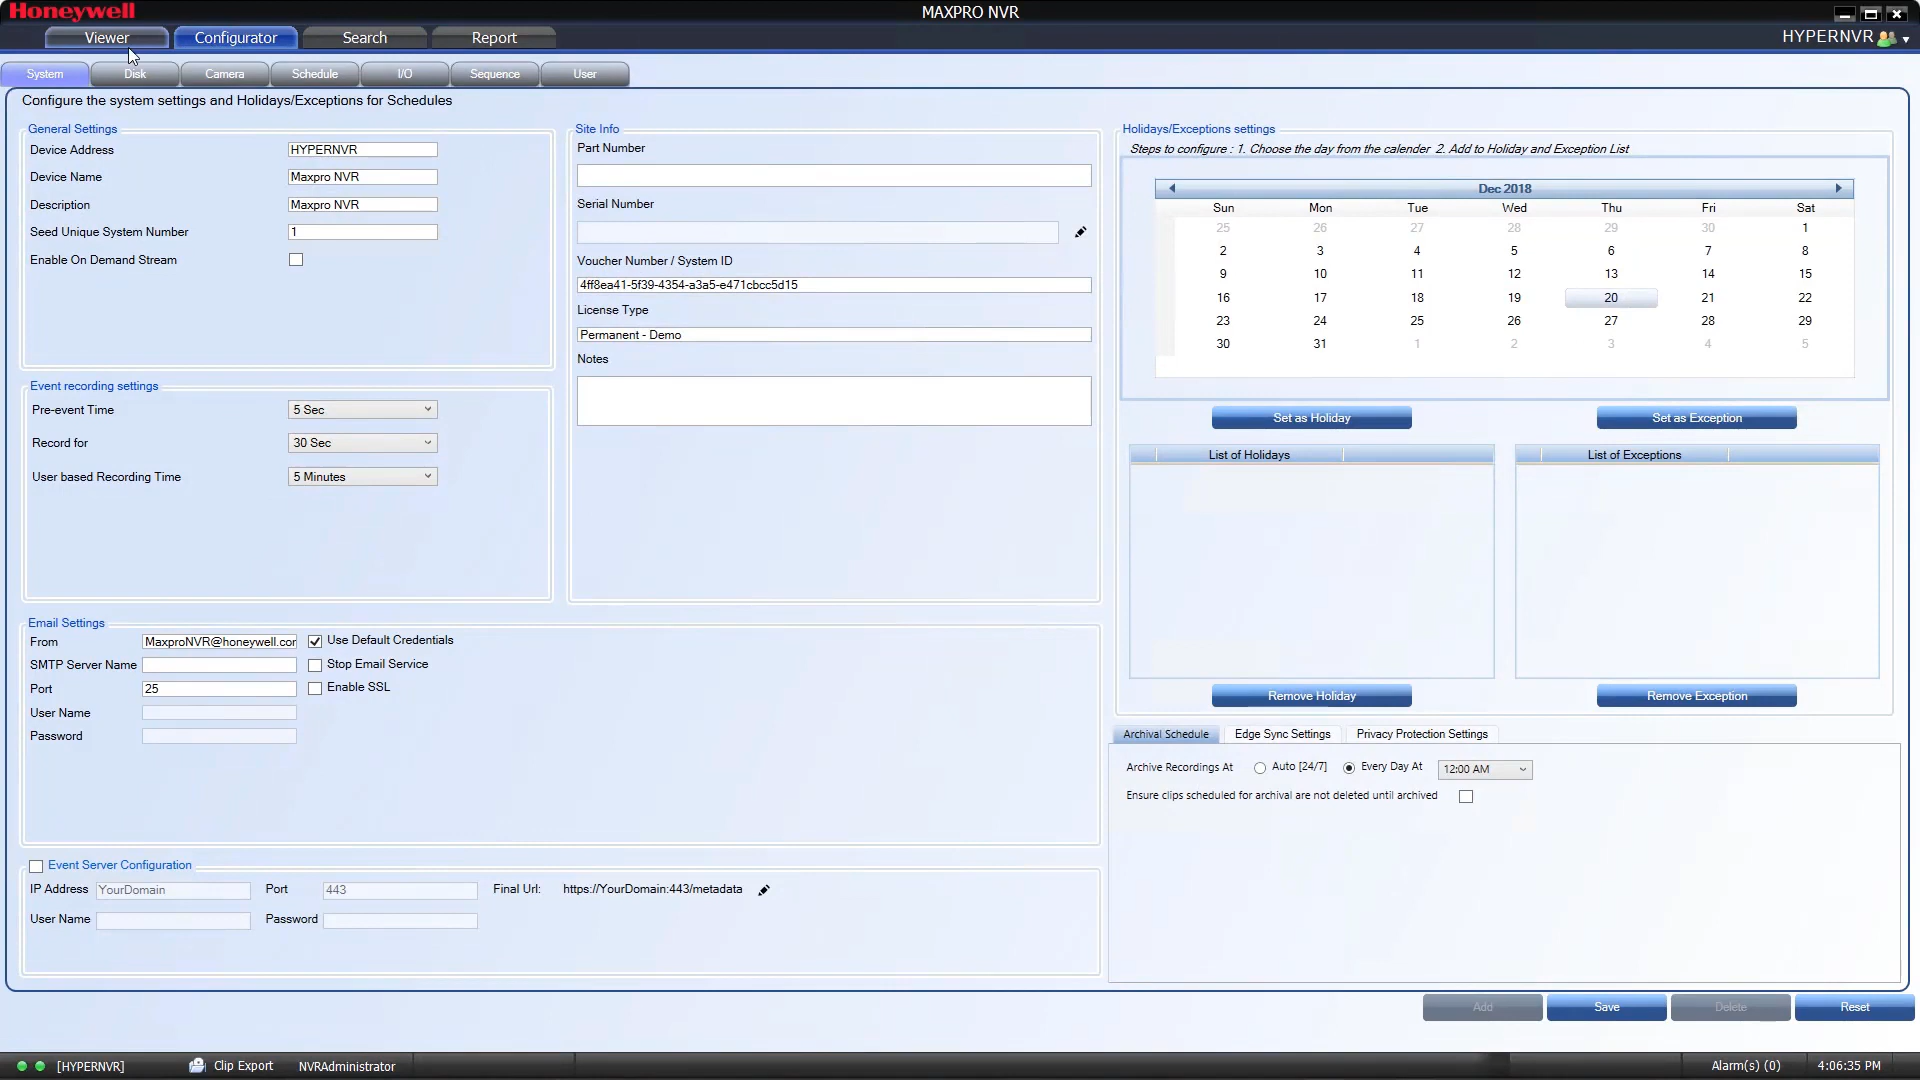 Honeywell
MAXPRO NVR
Viewer
Configurator
Search
Report
HYPERNVR
System
Disk
Camera
Schedule
I/O
Sequence
User
Configure the system settings and Holidays/Exceptions for Schedules
General Settings
Device Address
HYPERNVR
Device Name
Maxpro NVR
Description
Maxpro NVR
Seed Unique System Number
1
Enable On Demand Stream
Event recording settings
Pre-event Time
5 Sec
Record for
30 Sec
User based Recording Time
5 Minutes
Site Info
Part Number
Serial Number
Voucher Number / System ID
4ff8ea41-5f39-4354-a3a5-e471cbcc5d15
License Type
Permanent - Demo
Notes
Holidays/Exceptions settings
Steps to configure : 1. Choose the day from the calender 2. Add to Holiday and Exception List
Dec 2018
Sun Mon Tue Wed Thu Fri Sat
25 26 27 28 29 30 1
2 3 4 5 6 7 8
9 10 11 12 13 14 15
16 17 18 19 20 21 22
23 24 25 26 27 28 29
30 31 1 2 3 4 5
Set as Holiday
Set as Exception
List of Holidays
List of Exceptions
Remove Holiday
Remove Exception
Email Settings
From
MaxproNVR@honeywell.cor
Use Default Credentials
SMTP Server Name
Stop Email Service
Port
25
Enable SSL
User Name
Password
Event Server Configuration
IP Address
YourDomain
Port
443
Final Url:
https://YourDomain:443/metadata
User Name
Password
Archival Schedule
Edge Sync Settings
Privacy Protection Settings
Archive Recordings At
Auto [24/7]
Every Day At
12:00 AM
Ensure clips scheduled for archival are not deleted until archived
Add
Save
Delete
Reset
[HYPERNVR]
Clip Export
NVRAdministrator
Alarm(s) (0)
4:06:35 PM